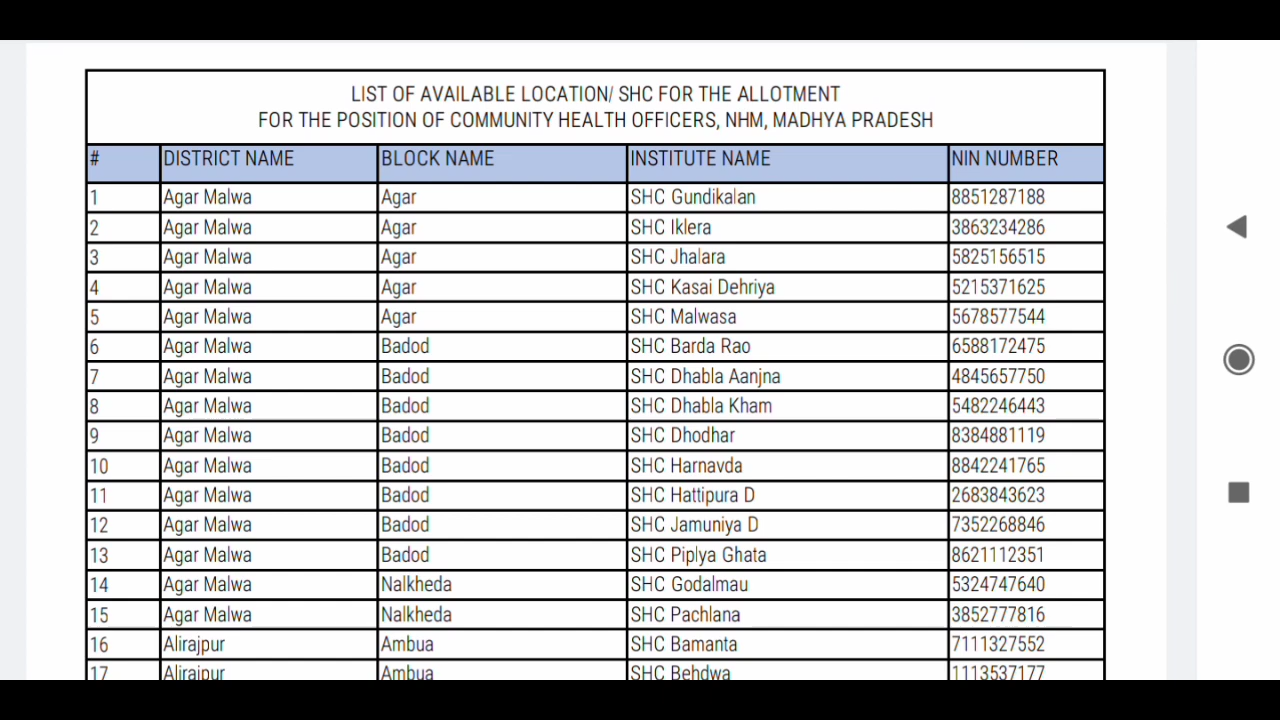 LIST OF AVAILABLE LOCATION/ SHC FOR THE ALLOTMENT
FOR THE POSITION OF COMMUNITY HEALTH OFFICERS, NHM, MADHYA PRADESH
# DISTRICT NAME BLOCK NAME INSTITUTE NAME NIN NUMBER
1 Agar Malwa Agar SHC Gundikalan 8851287188
2 Agar Malwa Agar SHC Iklera 3863234286
3 Agar Malwa Agar SHC Jhalara 5825156515
4 Agar Malwa Agar SHC Kasai Dehriya 5215371625
5 Agar Malwa Agar SHC Malwasa 5678577544
6 Agar Malwa Badod SHC Barda Rao 6588172475
7 Agar Malwa Badod SHC Dhabla Aanjna 4845657750
8 Agar Malwa Badod SHC Dhabla Kham 5482246443
9 Agar Malwa Badod SHC Dhodhar 8384881119
10 Agar Malwa Badod SHC Harnavda 8842241765
11 Agar Malwa Badod SHC Hattipura D 2683843623
12 Agar Malwa Badod SHC Jamuniya D 7352268846
13 Agar Malwa Badod SHC Piplya Ghata 8621112351
14 Agar Malwa Nalkheda SHC Godalmau 5324747640
15 Agar Malwa Nalkheda SHC Pachlana 3852777816
16 Alirajpur Ambua SHC Bamanta 7111327552
17 Alirajpur Ambua SHC Behdwa 1113537177